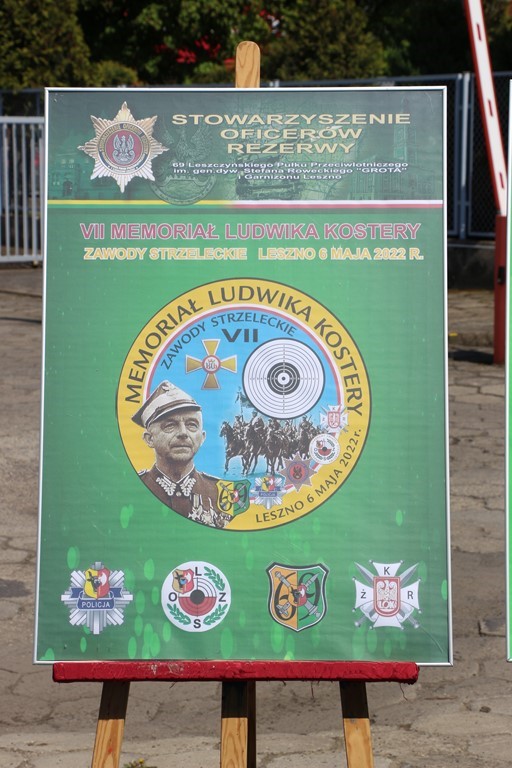 STOWARZYSZENIE
OFICERÓW
REZERWY
69 Leszczyńskiego Pułku Przeciwlotniczego
im. gen.dyw. Stefana Roweckiego "GROTA"
i Garnizonu Leszno
VII MEMORIAŁ LUDWIKA KOSTERY
ZAWODY STRZELECKIE LESZNO 6 MAJA 2022 R.
MEMORIAŁ LUDWIKA KOSTERY
ZAWODY STRZELECKIE
VII
LESZNO 6 MAJA 2022r.
POLICJA
L
O Z
S
K
Ż R